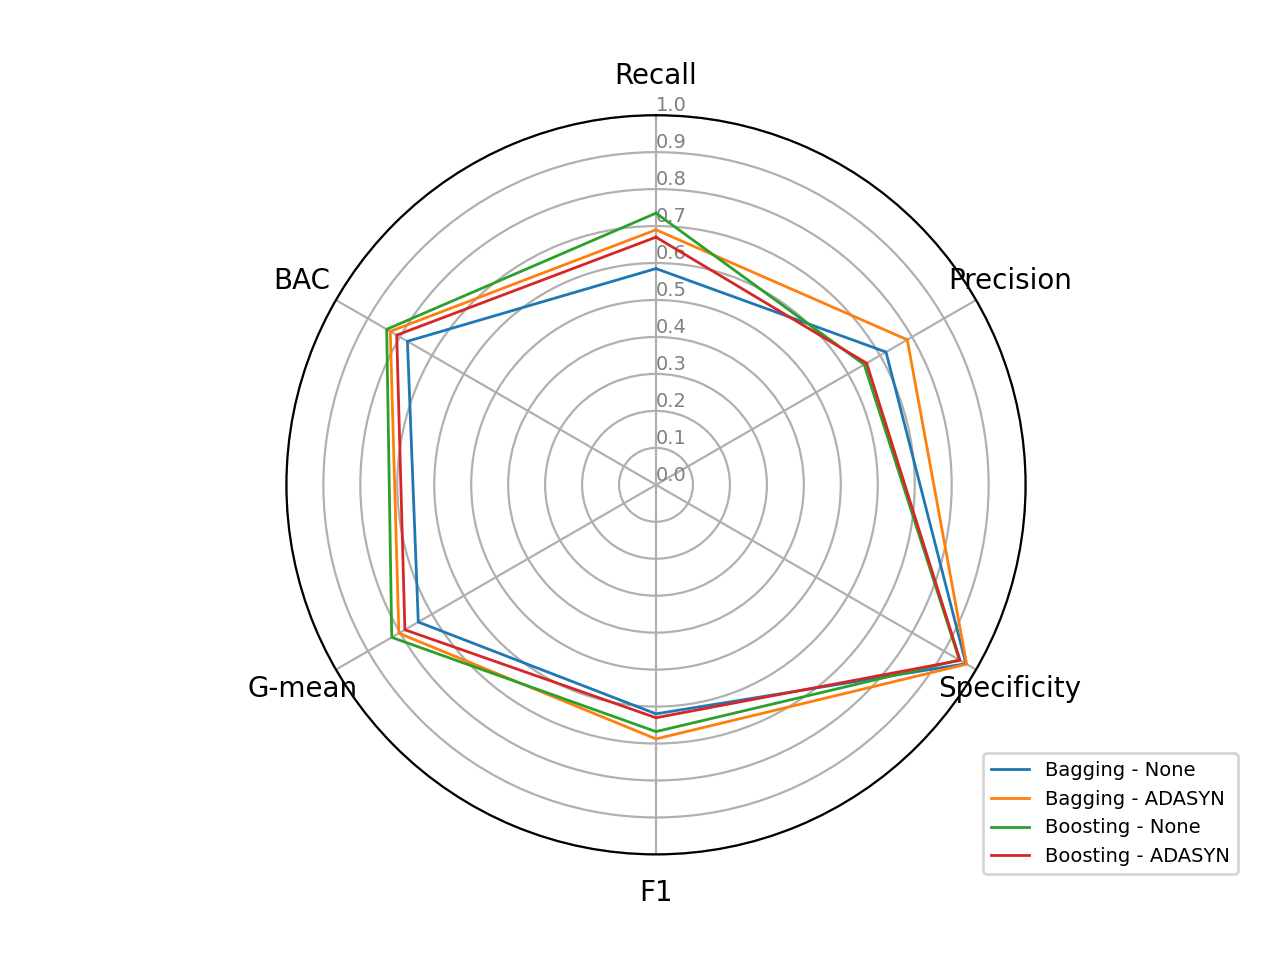 Recall
1.0
0.9
0.8
0.7
0.6
0.5
0.4
0.3
0.2
0.1
0.0
BAC
Precision
G-mean
Specificity
F1
Bagging - None
Bagging - ADASYN
Boosting - None
Boosting - ADASYN